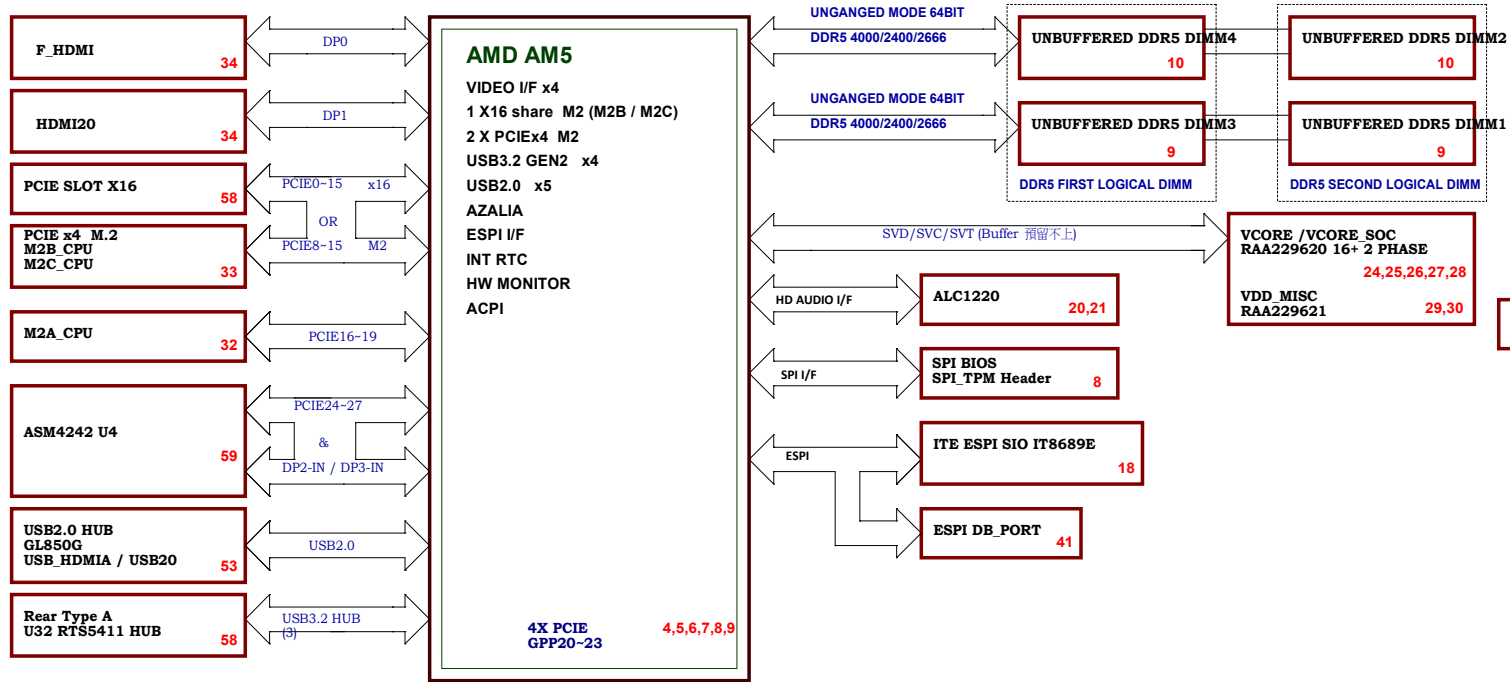 F_HDMI
34
DP0
HDMI20
34
DP1
PCIE SLOT X16
58
PCIE0~15 x16
OR
PCIE8~15 M2
PCIE x4 M.2
M2B_CPU
M2C_CPU
33
M2A_CPU
32
PCIE16~19
ASM4242 U4
59
PCIE24~27
&
DP2-IN / DP3-IN
USB2.0 HUB
GL850G
USB_HDMIA / USB20
53
USB2.0
Rear Type A
U32 RTS5411 HUB
58
USB3.2 HUB
(3)
AMD AM5
VIDEO I/F x4
1 X16 share M2 (M2B / M2C)
2 X PCIEx4 M2
USB3.2 GEN2 x4
USB2.0 x5
AZALIA
ESPI I/F
INT RTC
HW MONITOR
ACPI
4X PCIE
GPP20~23
4,5,6,7,8,9
UNGANGED MODE 64BIT
DDR5 4000/2400/2666
UNBUFFERED DDR5 DIMM4
10
UNBUFFERED DDR5 DIMM2
10
UNGANGED MODE 64BIT
DDR5 4000/2400/2666
UNBUFFERED DDR5 DIMM3
9
UNBUFFERED DDR5 DIMM1
9
DDR5 FIRST LOGICAL DIMM
DDR5 SECOND LOGICAL DIMM
SVD/SVC/SVT (Buffer 預留不上)
VCORE /VCORE_SOC
RAA229620 16+ 2 PHASE
24,25,26,27,28
VDD_MISC
RAA229621
29,30
HD AUDIO I/F
ALC1220
20,21
SPI I/F
SPI BIOS
SPI_TPM Header
8
ESPI
ITE ESPI SIO IT8689E
18
ESPI DB_PORT
41